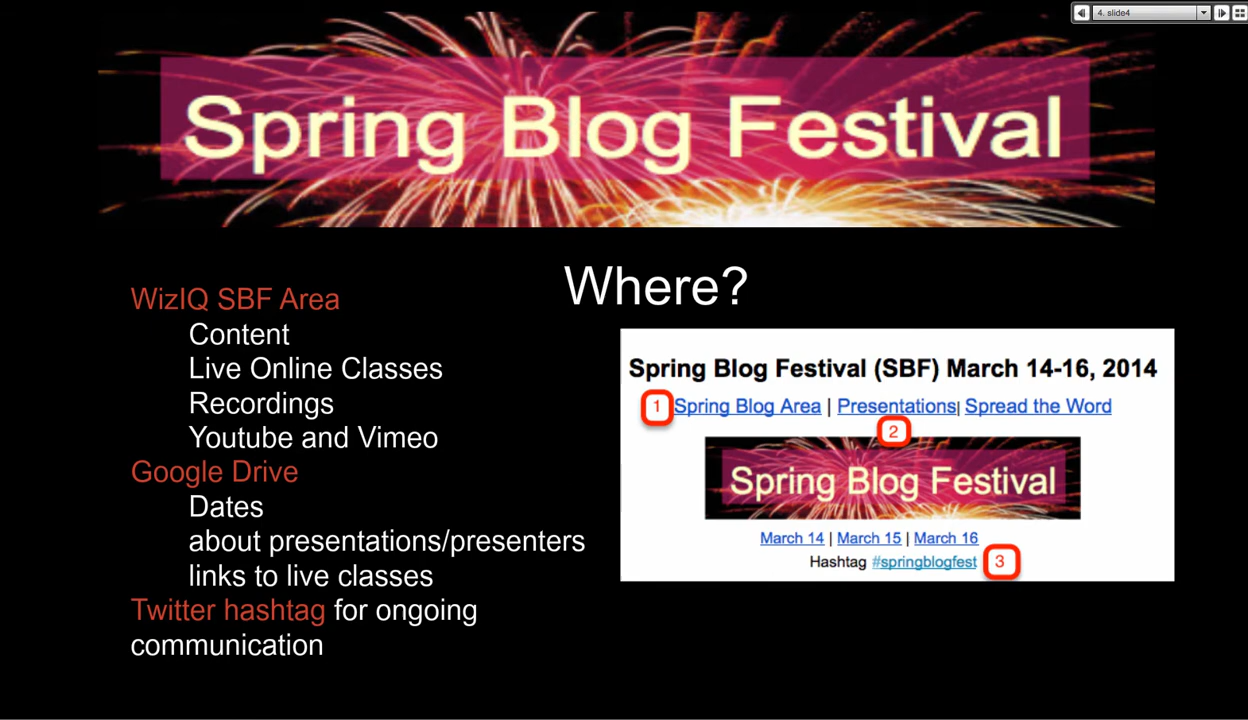 4. slide4
Spring Blog Festival
Where?
WizIQ SBF Area
Content
Live Online Classes
Recordings
Youtube and Vimeo
Google Drive
Dates
about presentations/presenters
links to live classes
Twitter hashtag for ongoing
communication
Spring Blog Festival (SBF) March 14-16, 2014
1 Spring Blog Area | Presentations| Spread the Word
2
Spring Blog Festival
March 14 | March 15 | March 16
Hashtag #springblogfest 3